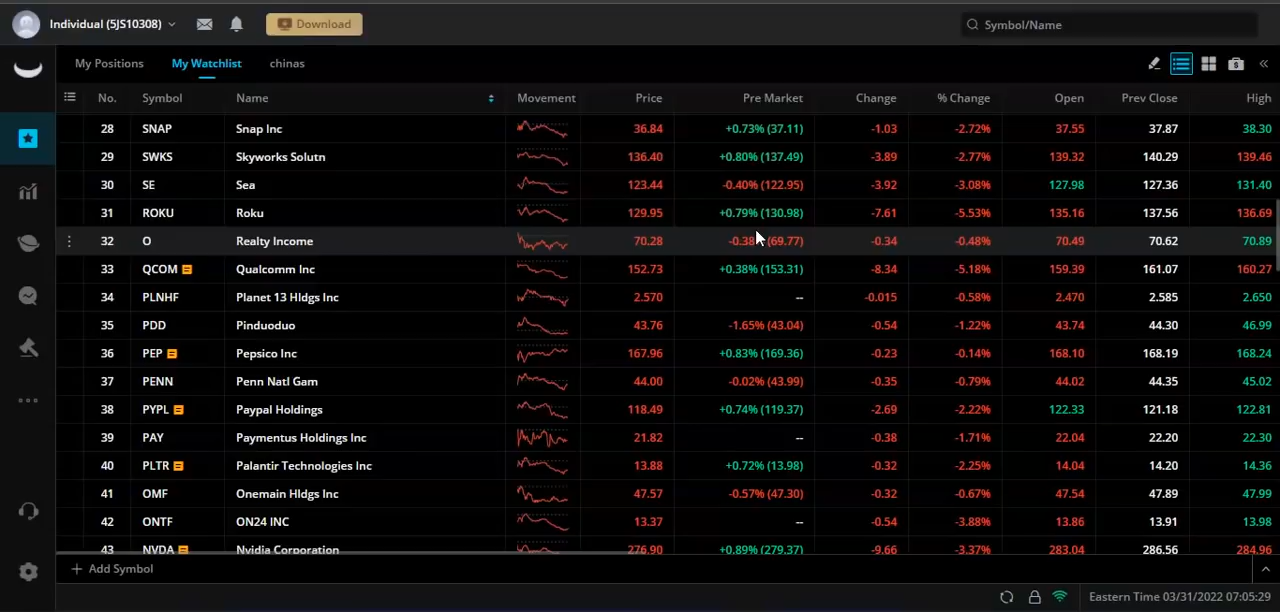 Individual (5JS10308) Download Symbol/Name
My Positions My Watchlist chinas
No. Symbol Name Movement Price Pre Market Change % Change Open Prev Close High
28 SNAP Snap Inc 36.84 +0.73% (37.11) -1.03 -2.72% 37.55 37.87 38.30
29 SWKS Skyworks Solutn 136.40 +0.80% (137.49) -3.89 -2.77% 139.32 140.29 139.46
30 SE Sea 123.44 -0.40% (122.95) -3.92 -3.08% 127.98 127.36 131.40
31 ROKU Roku 129.95 +0.79% (130.98) -7.61 -5.53% 135.16 137.56 136.69
32 O Realty Income 70.28 -0.38 (69.77) -0.34 -0.48% 70.49 70.62 70.89
33 QCOM Qualcomm Inc 152.73 +0.38% (153.31) -8.34 -5.18% 159.39 161.07 160.27
34 PLNHF Planet 13 Hldgs Inc 2.570 -- -0.015 -0.58% 2.470 2.585 2.650
35 PDD Pinduoduo 43.76 -1.65% (43.04) -0.54 -1.22% 43.74 44.30 46.99
36 PEP Pepsico Inc 167.96 +0.83% (169.36) -0.23 -0.14% 168.10 168.19 168.24
37 PENN Penn Natl Gam 44.00 -0.02% (43.99) -0.35 -0.79% 44.02 44.35 45.02
38 PYPL Paypal Holdings 118.49 +0.74% (119.37) -2.69 -2.22% 122.33 121.18 122.81
39 PAY Paymentus Holdings Inc 21.82 -- -0.38 -1.71% 22.04 22.20 22.30
40 PLTR Palantir Technologies Inc 13.88 +0.72% (13.98) -0.32 -2.25% 14.04 14.20 14.36
41 OMF Onemain Hldgs Inc 47.57 -0.57% (47.30) -0.32 -0.67% 47.54 47.89 47.99
42 ONTF ON24 INC 13.37 -- -0.54 -3.88% 13.86 13.91 13.98
43 NVDA Nvidia Corporation 276.90 +0.89% (279.37) -9.66 -3.37% 283.04 286.56 284.96
+ Add Symbol
Eastern Time 03/31/2022 07:05:29